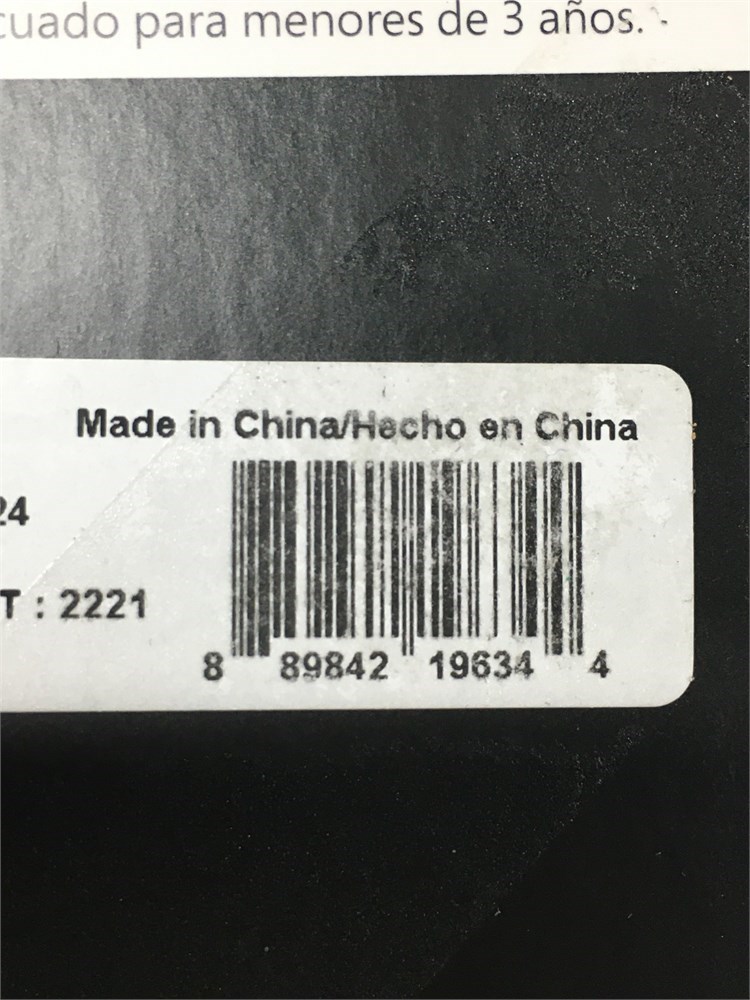 cuado para menores de 3 años.
Made in China/Hecho en China
24
T : 2221
8 89842 19634 4